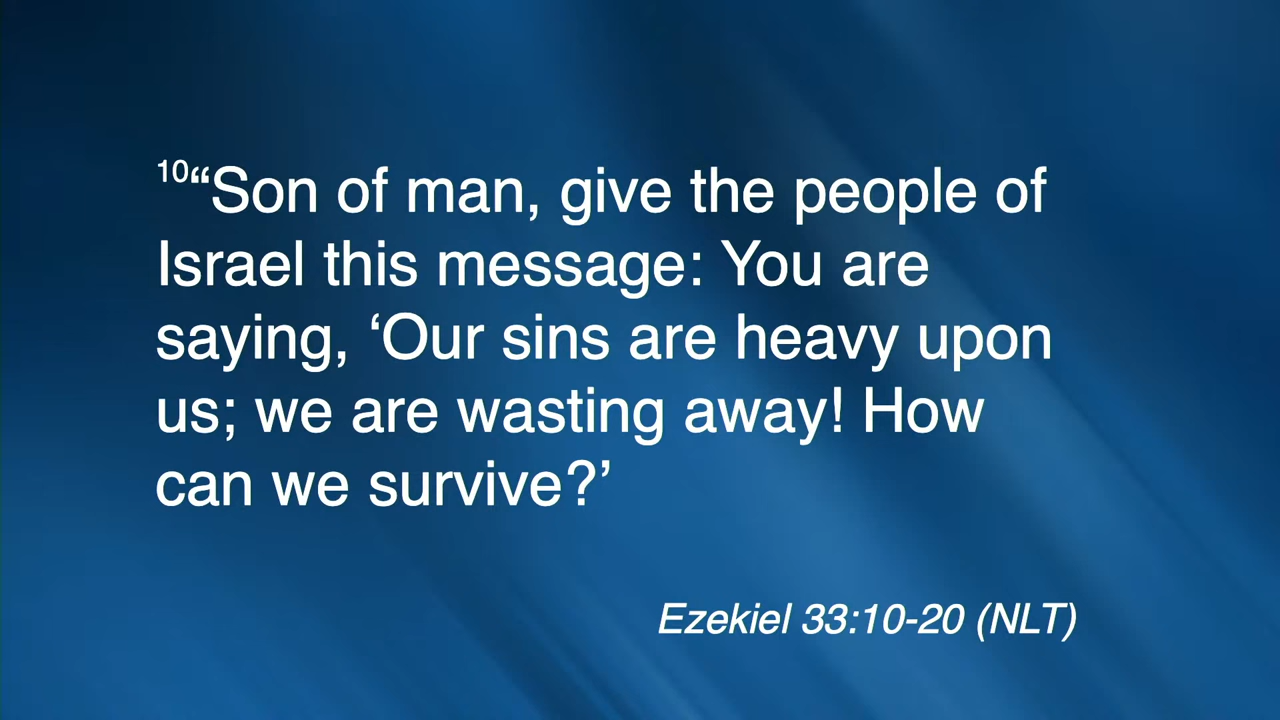 10“Son of man, give the people of
Israel this message: You are
saying, ‘Our sins are heavy upon
us; we are wasting away! How
can we survive?’
Ezekiel 33:10-20 (NLT)